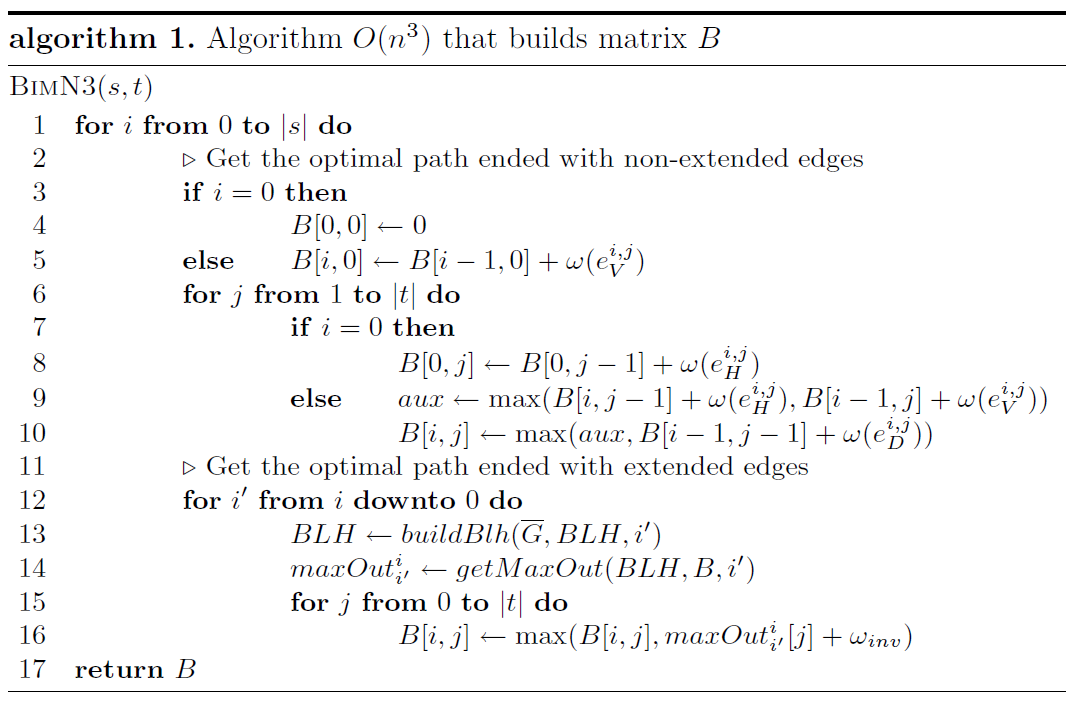 algorithm 1. Algorithm O(n³) that builds matrix B
BIMN3(s, t)
1 for i from 0 to |s| do
2 ▷ Get the optimal path ended with non-extended edges
3 if i = 0 then
4 B[0, 0] ← 0
5 else B[i, 0] ← B[i − 1, 0] + ω(e_V^{i,j})
6 for j from 1 to |t| do
7 if i = 0 then
8 B[0, j] ← B[0, j − 1] + ω(e_H^{i,j})
9 else aux ← max(B[i, j − 1] + ω(e_H^{i,j}), B[i − 1, j] + ω(e_V^{i,j}))
10 B[i, j] ← max(aux, B[i − 1, j − 1] + ω(e_D^{i,j}))
11 ▷ Get the optimal path ended with extended edges
12 for i′ from i downto 0 do
13 BLH ← buildBlh(G̅, BLH, i′)
14 maxOut_{i′}^{i} ← getMaxOut(BLH, B, i′)
15 for j from 0 to |t| do
16 B[i, j] ← max(B[i, j], maxOut_{i′}^{i}[j] + ω_{inv})
17 return B